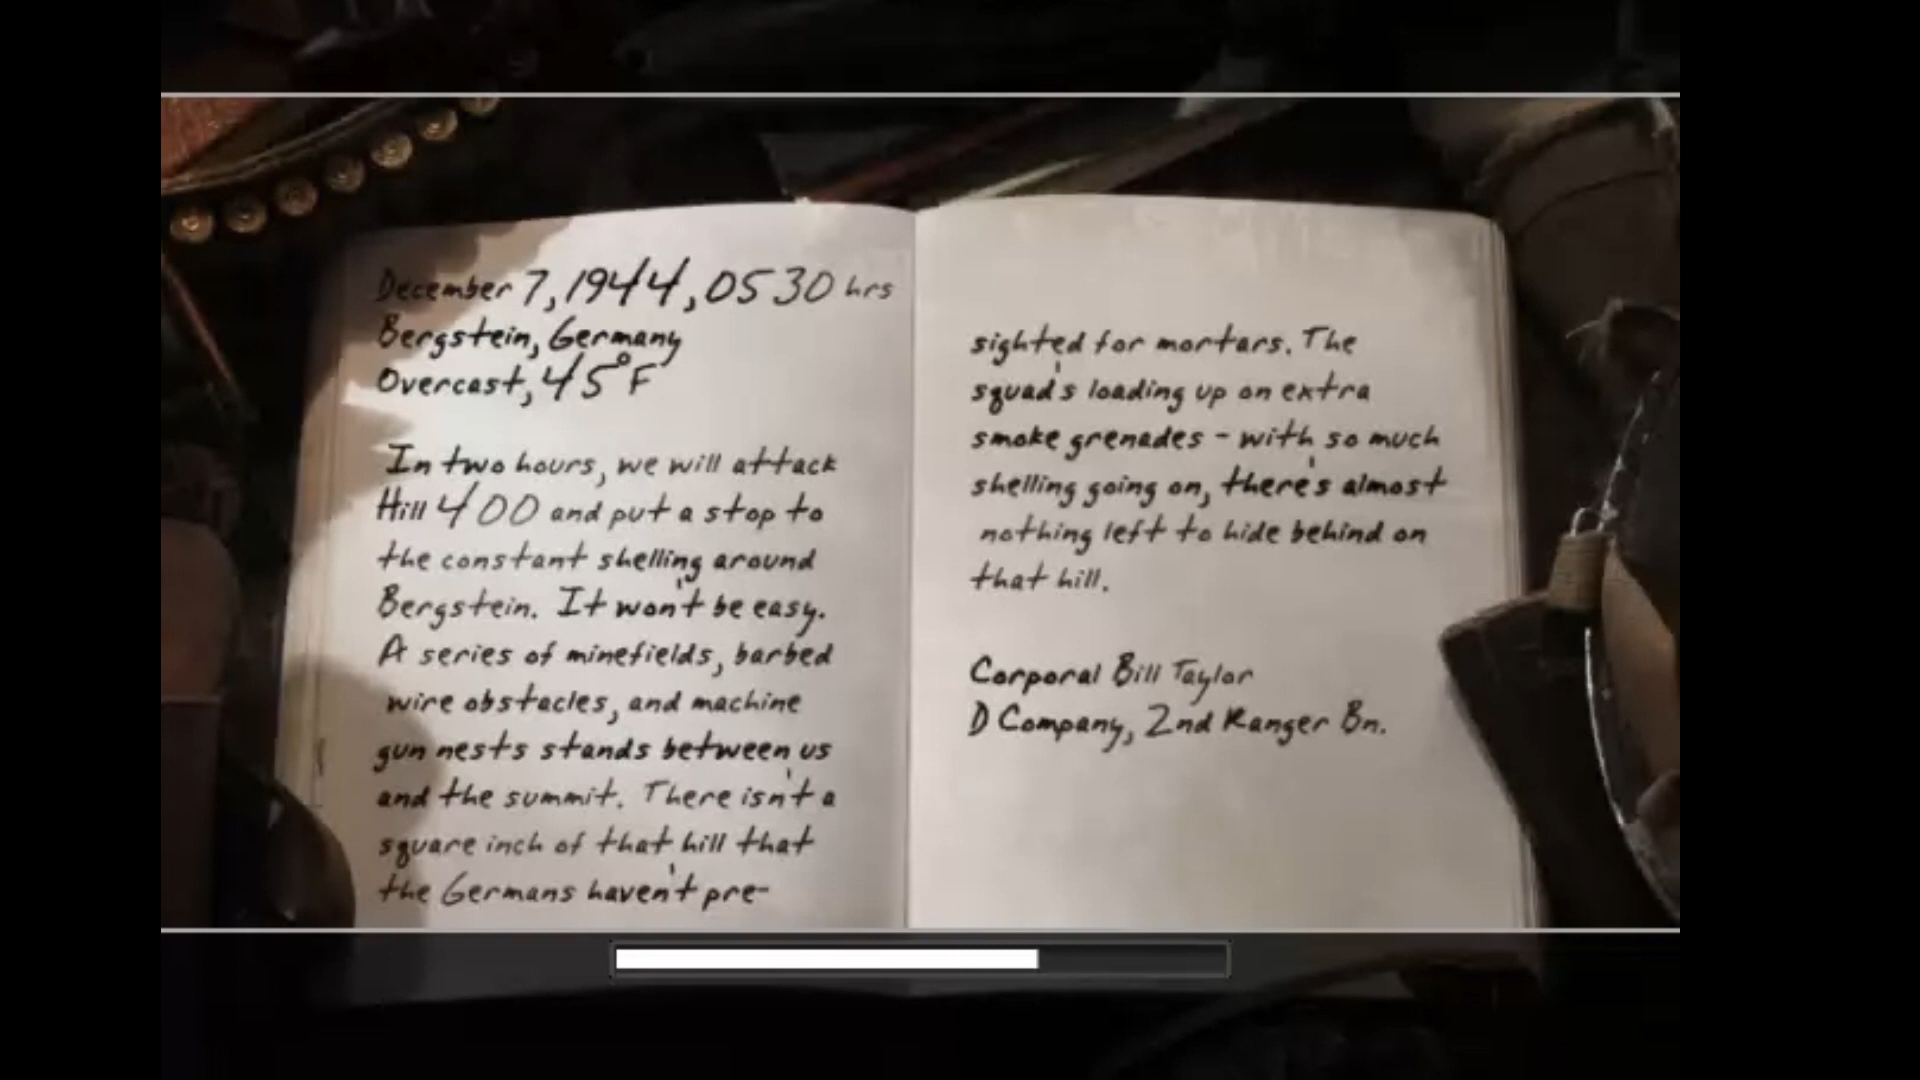 December 7, 1944, 0530 hrs
Bergstein, Germany
Overcast, 45°F
In two hours, we will attack
Hill 400 and put a stop to
the constant shelling around
Bergstein. It won't be easy.
A series of minefields, barbed
wire obstacles, and machine
gun nests stands between us
and the summit. There isn't a
square inch of that hill that
the Germans haven't pre-
sighted for mortars. The
squad's loading up on extra
smoke grenades - with so much
shelling going on, there's almost
nothing left to hide behind on
that hill.
Corporal Bill Taylor
D Company, 2nd Ranger Bn.